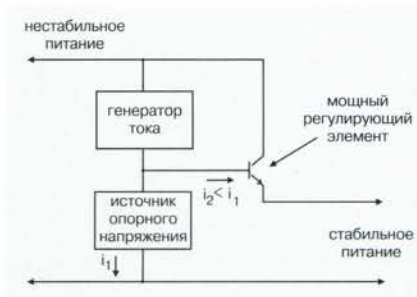 нестабильное
питание
генератор
тока
мощный
регулирующий
элемент
i₂< i₁
источник
опорного
напряжения
i₁
стабильное
питание